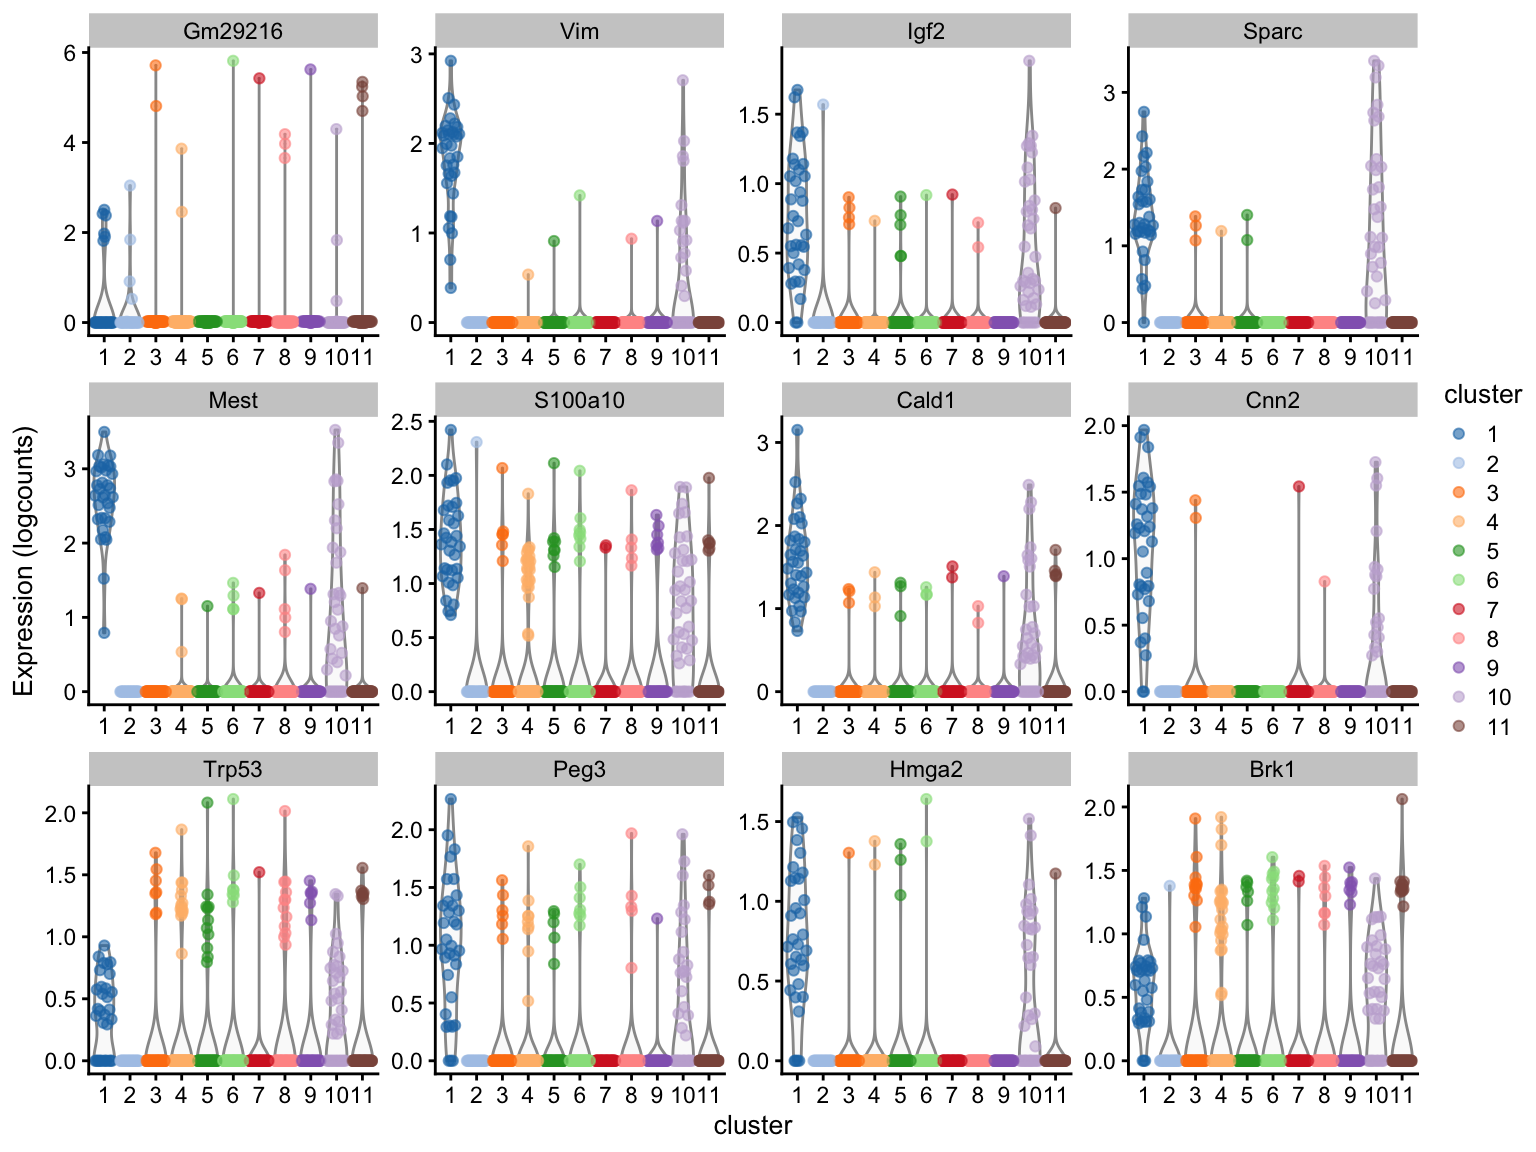 Gm29216 Vim Igf2 Sparc
6 4 2 0
3 2 1 0
1.5 1.0 0.5 0.0
3 2 1 0
1 2 3 4 5 6 7 8 9 10 11
1 2 3 4 5 6 7 8 9 10 11
1 2 3 4 5 6 7 8 9 10 11
1 2 3 4 5 6 7 8 9 10 11
Mest S100a10 Cald1 Cnn2
3 2 1 0
2.5 2.0 1.5 1.0 0.5 0.0
3 2 1 0
2.0 1.5 1.0 0.5 0.0
1 2 3 4 5 6 7 8 9 10 11
1 2 3 4 5 6 7 8 9 10 11
1 2 3 4 5 6 7 8 9 10 11
1 2 3 4 5 6 7 8 9 10 11
Trp53 Peg3 Hmga2 Brk1
2.0 1.5 1.0 0.5 0.0
2.0 1.5 1.0 0.5 0.0
1.5 1.0 0.5 0.0
2.0 1.5 1.0 0.5 0.0
1 2 3 4 5 6 7 8 9 10 11
1 2 3 4 5 6 7 8 9 10 11
1 2 3 4 5 6 7 8 9 10 11
1 2 3 4 5 6 7 8 9 10 11
Expression (logcounts)
cluster
cluster
1
2
3
4
5
6
7
8
9
10
11